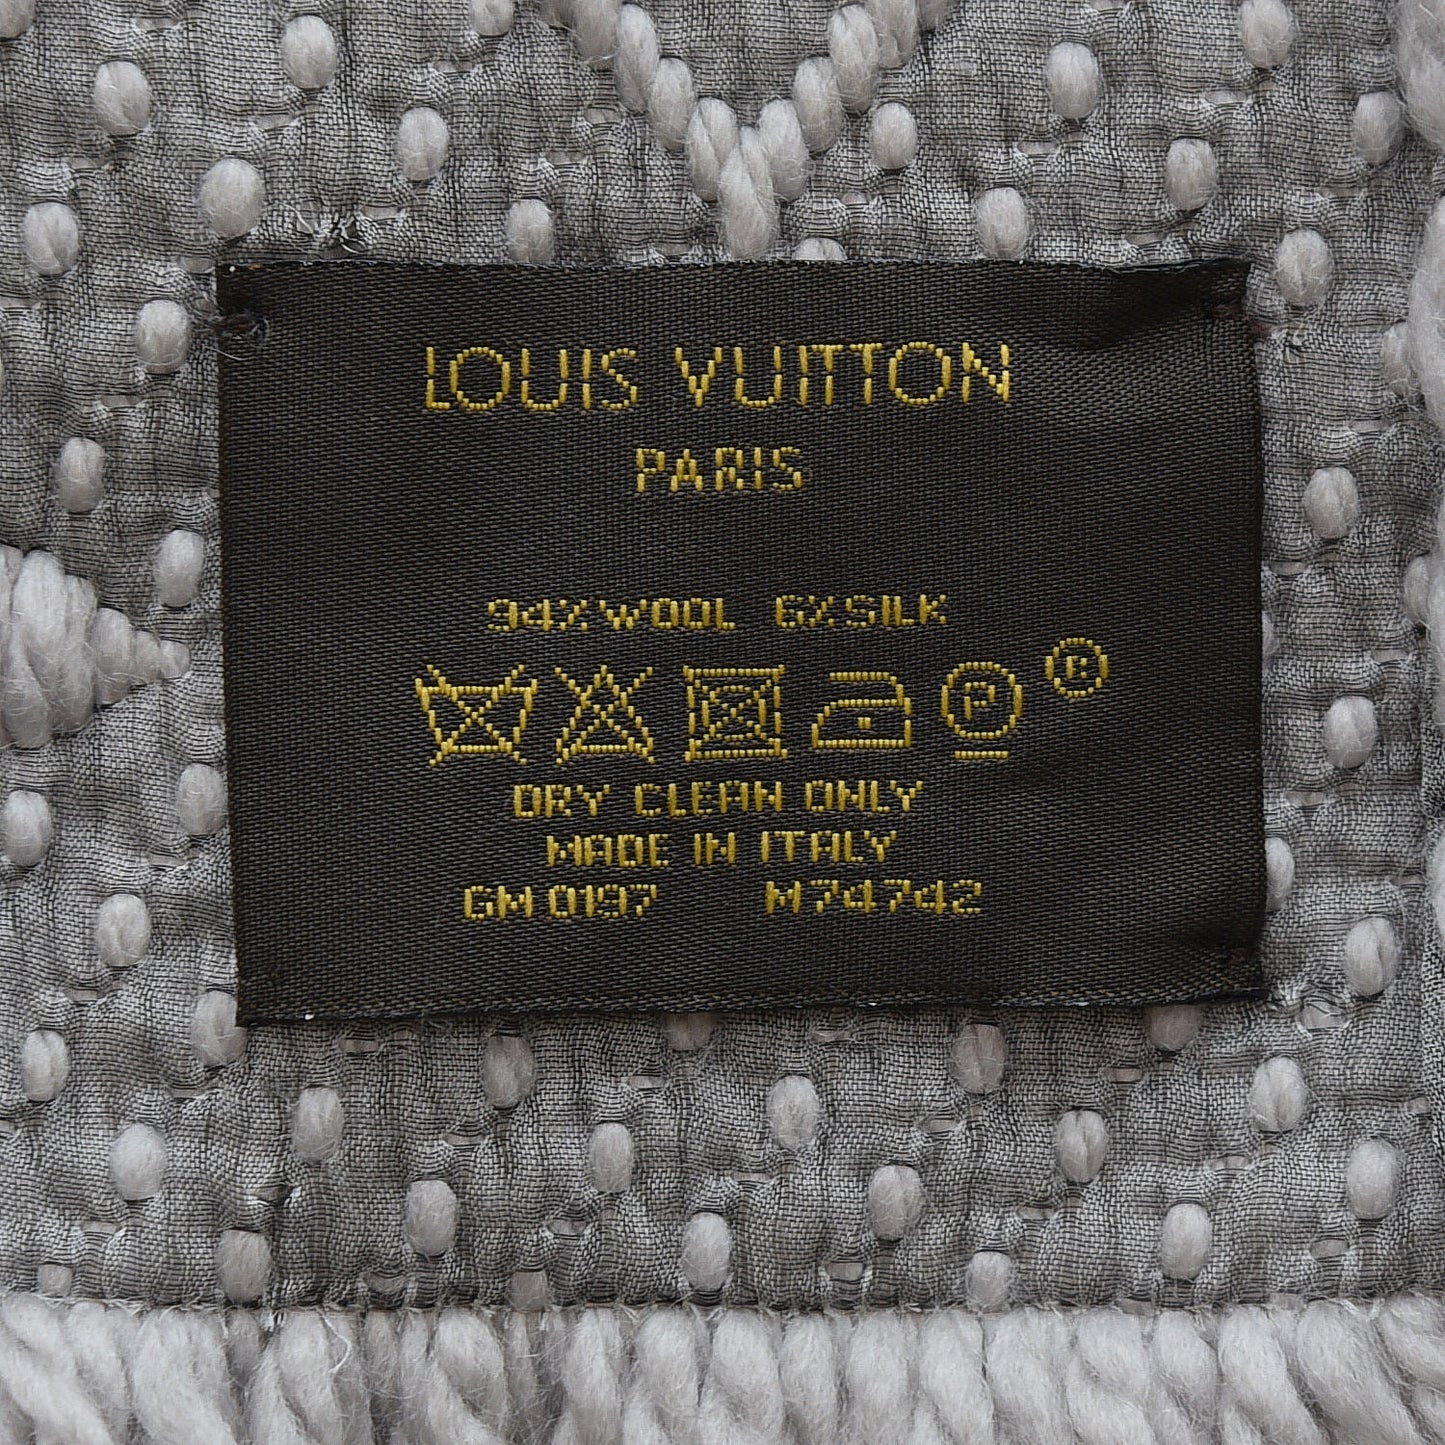 LOUIS VUITTON
PARIS
94% WOOL 6% SILK
P ®
DRY CLEAN ONLY
MADE IN ITALY
GM 0197 M74742